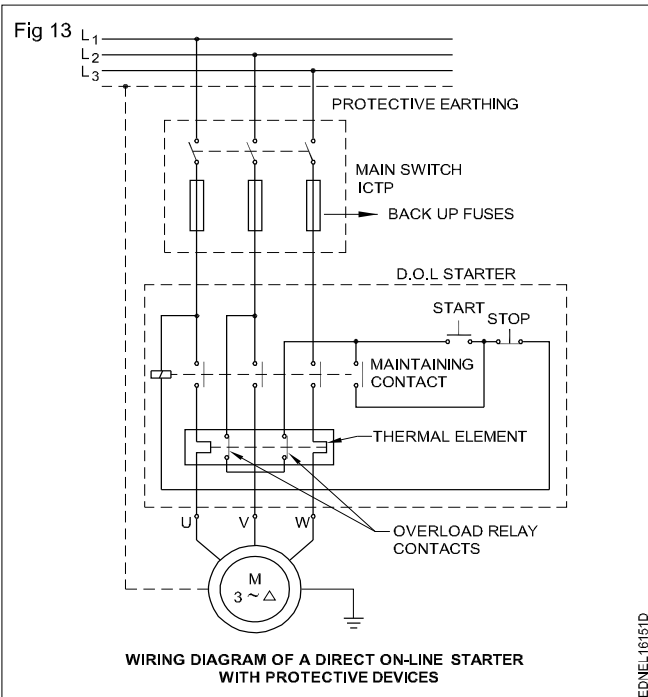 Fig 13
L1
L2
L3
PROTECTIVE EARTHING
MAIN SWITCH
ICTP
BACK UP FUSES
D.O.L STARTER
START
STOP
MAINTAINING
CONTACT
THERMAL ELEMENT
U
V
W
OVERLOAD RELAY
CONTACTS
M
3 ~ △
WIRING DIAGRAM OF A DIRECT ON-LINE STARTER
WITH PROTECTIVE DEVICES
EDNEL16151D